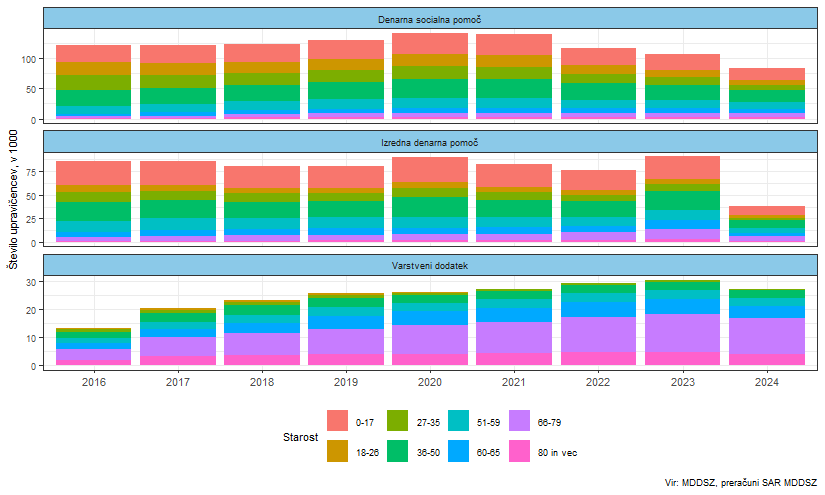 Denarna socialna pomoč
100
50
0
Izredna denarna pomoč
75
50
25
0
Število upravičencev, v 1000
Varstveni dodatek
30
20
10
0
2016 2017 2018 2019 2020 2021 2022 2023 2024
Starost
0-17 27-35 51-59 66-79
18-26 36-50 60-65 80 in vec
Vir: MDDSZ, preračuni SAR MDDSZ